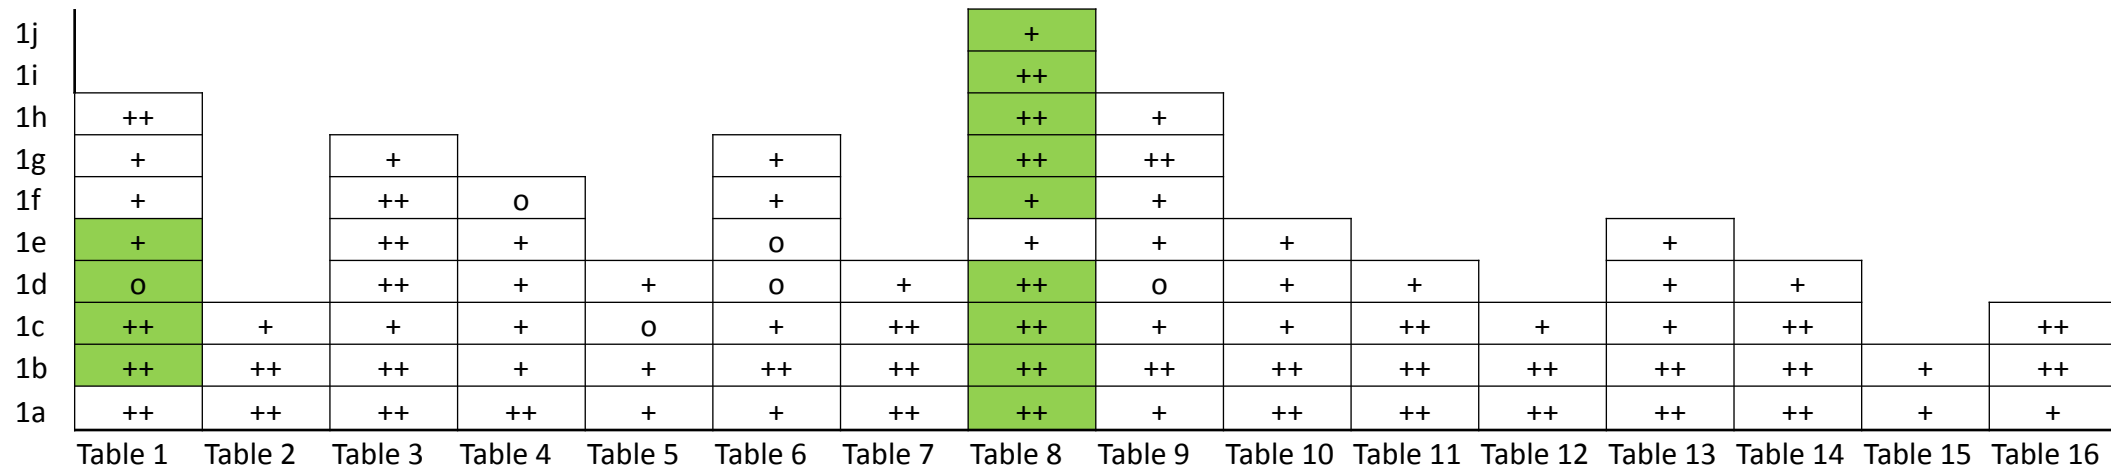 1j +
1i ++
1h ++ ++ +
1g + + + ++ ++
1f + ++ o + + +
1e + ++ + o + + + +
1d o ++ + + o + ++ o + + + +
1c ++ + + + o + ++ ++ + + ++ + + ++ ++
1b ++ ++ ++ + + ++ ++ ++ ++ ++ ++ ++ ++ ++ + ++
1a ++ ++ ++ ++ + + ++ ++ + ++ ++ ++ ++ ++ + +
Table 1 Table 2 Table 3 Table 4 Table 5 Table 6 Table 7 Table 8 Table 9 Table 10 Table 11 Table 12 Table 13 Table 14 Table 15 Table 16